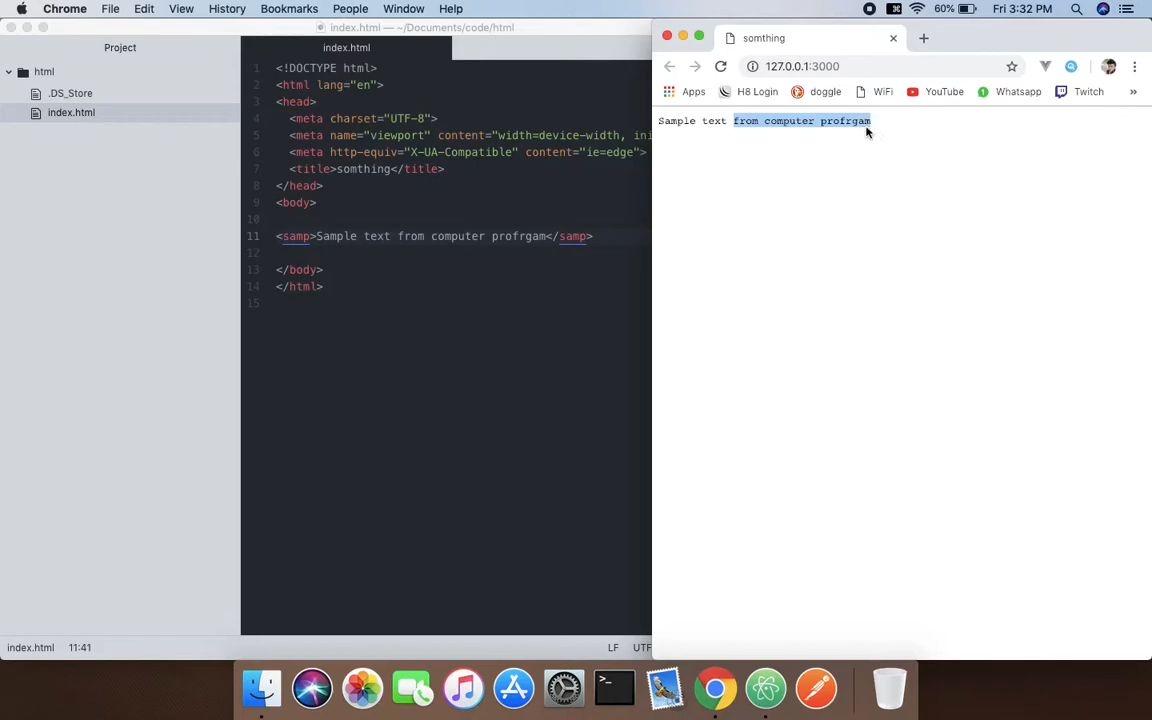 Chrome File Edit View History Bookmarks People Window Help 60% Fri 3:32 PM
index.html — ~/Documents/code/html
Project
html
.DS_Store
index.html
index.html
1 <!DOCTYPE html>
2 <html lang="en">
3 <head>
4 <meta charset="UTF-8">
5 <meta name="viewport" content="width=device-width, ini
6 <meta http-equiv="X-UA-Compatible" content="ie=edge">
7 <title>somthing</title>
8 </head>
9 <body>
10
11 <samp>Sample text from computer profrgam</samp>
12
13 </body>
14 </html>
15
index.html 11:41 LF UTF
somthing
127.0.0.1:3000
Apps H8 Login doggle WiFi YouTube Whatsapp Twitch »
Sample text from computer profrgam
>_